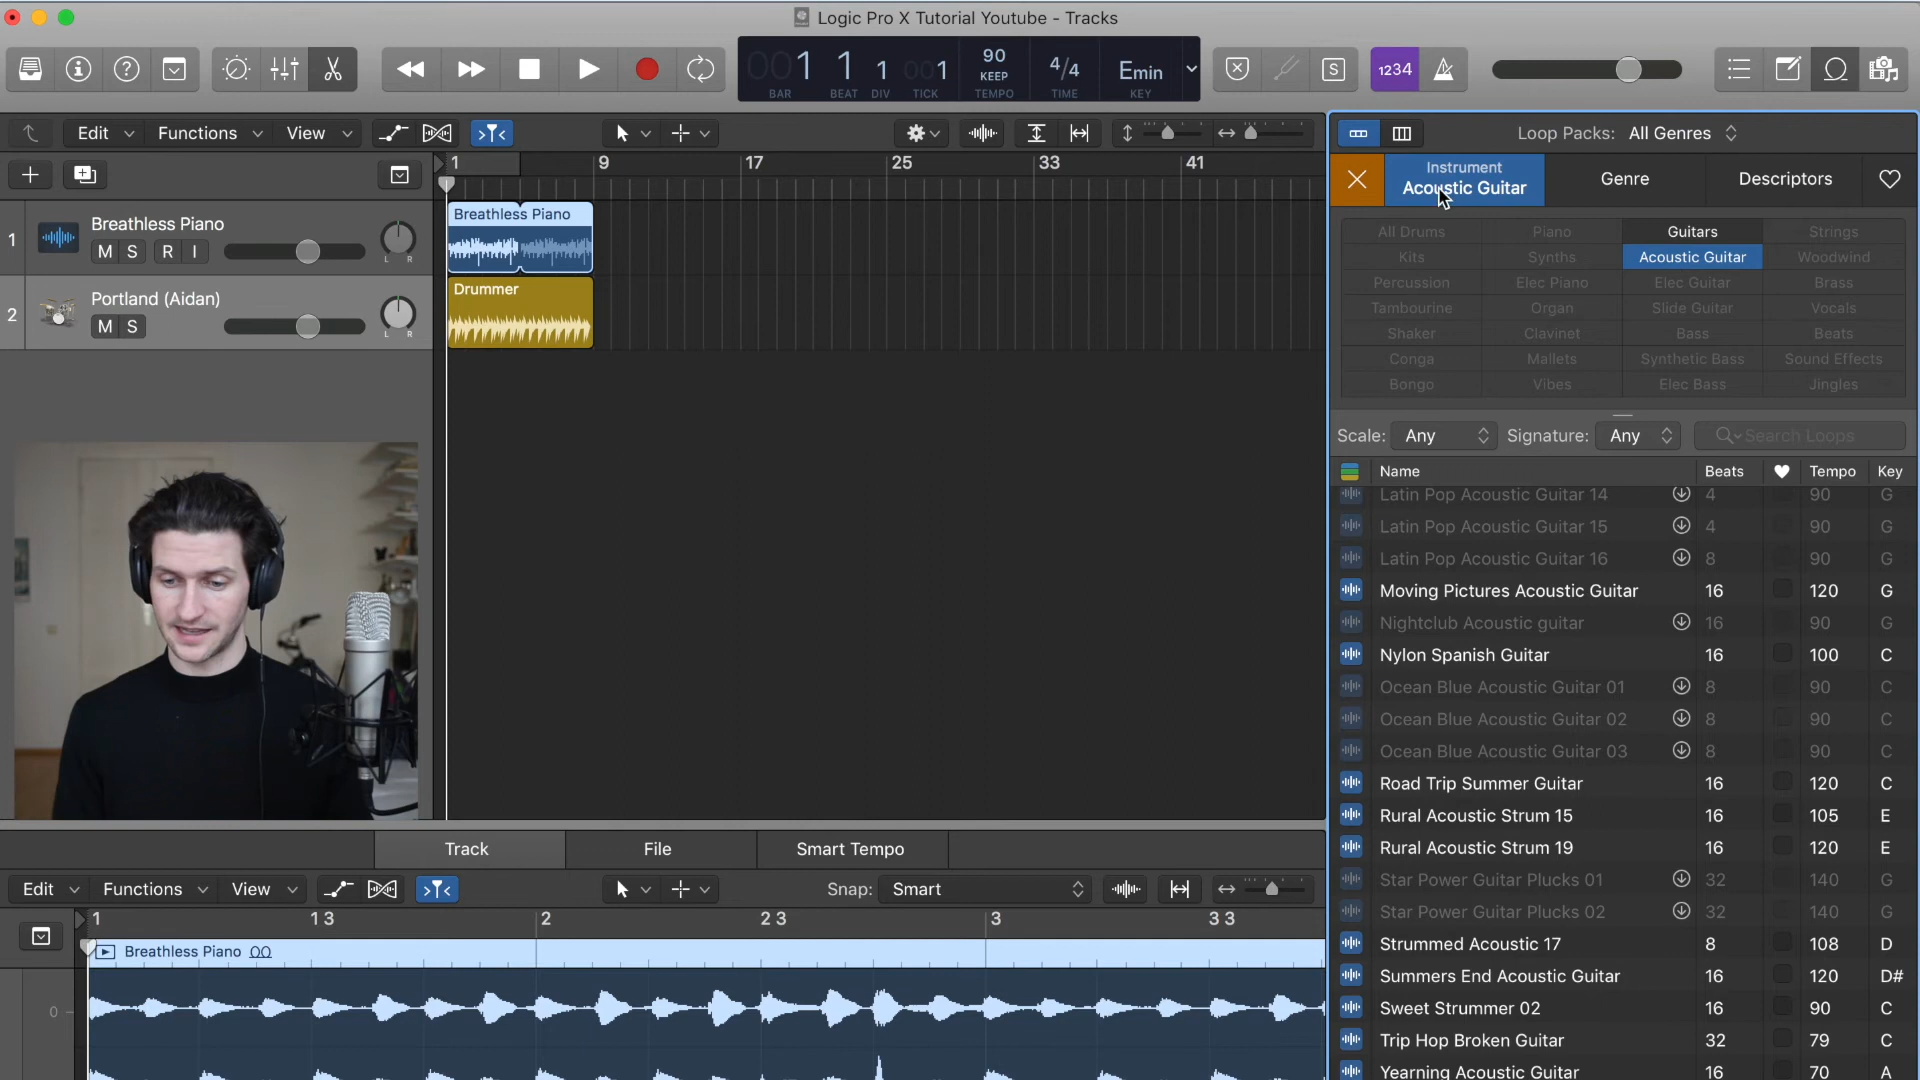 Logic Pro X Tutorial Youtube - Tracks
001 1 1 001
BAR BEAT DIV TICK
90
KEEP
TEMPO
4/4
TIME
Emin
KEY
S
1234
Edit Functions View
Loop Packs: All Genres
1 9 17 25 33 41
Instrument
Acoustic Guitar
Genre
Descriptors
1
Breathless Piano
M S R I
L R
Breathless Piano
2
Portland (Aidan)
M S
L R
Drummer
All Drums Piano Guitars Strings
Kits Synths Acoustic Guitar Woodwind
Percussion Elec Piano Elec Guitar Brass
Tambourine Organ Slide Guitar Vocals
Shaker Clavinet Bass Beats
Conga Mallets Synthetic Bass Sound Effects
Bongo Vibes Elec Bass Jingles
Scale: Any Signature: Any Search Loops
Name Beats Tempo Key
Latin Pop Acoustic Guitar 14 4 90 G
Latin Pop Acoustic Guitar 15 4 90 G
Latin Pop Acoustic Guitar 16 8 90 G
Moving Pictures Acoustic Guitar 16 120 G
Nightclub Acoustic guitar 16 90 G
Nylon Spanish Guitar 16 100 C
Ocean Blue Acoustic Guitar 01 8 90 C
Ocean Blue Acoustic Guitar 02 8 90 C
Ocean Blue Acoustic Guitar 03 8 90 C
Road Trip Summer Guitar 16 120 C
Rural Acoustic Strum 15 16 105 E
Rural Acoustic Strum 19 16 120 E
Star Power Guitar Plucks 01 32 140 G
Star Power Guitar Plucks 02 32 140 G
Strummed Acoustic 17 8 108 D
Summers End Acoustic Guitar 16 120 D#
Sweet Strummer 02 16 90 C
Trip Hop Broken Guitar 32 79 C
Yearning Acoustic Guitar 16 70 A
Track File Smart Tempo
Edit Functions View Snap: Smart
1 1 3 2 2 3 3 3 3
Breathless Piano
0